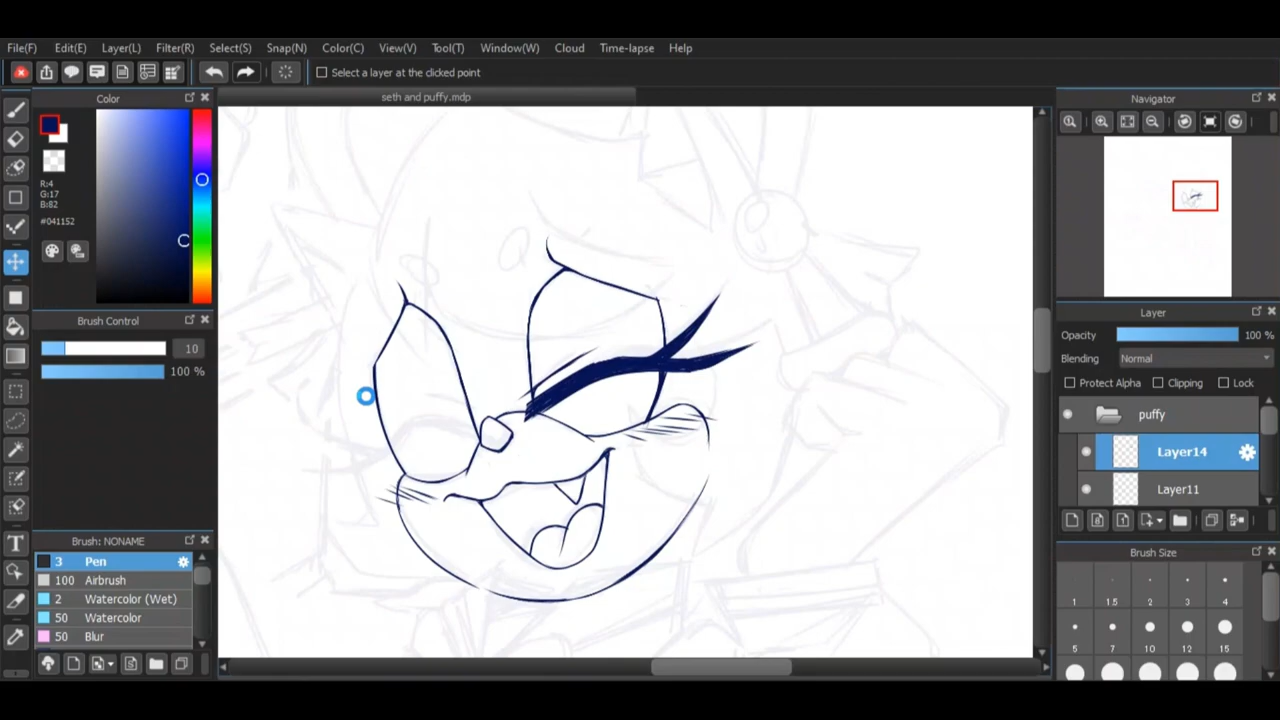 File(F) Edit(E) Layer(L) Filter(R) Select(S) Snap(N) Color(C) View(V) Tool(T) Window(W) Cloud Time-lapse Help
Select a layer at the clicked point
Color
seth and puffy.mdp
Navigator
R:4
G:17
B:82
#041152
Brush Control
10
100 %
Layer
Opacity 100 %
Blending Normal
Protect Alpha Clipping Lock
puffy
Layer14
Layer11
Brush: NONAME
3 Pen
100 Airbrush
2 Watercolor (Wet)
50 Watercolor
50 Blur
Brush Size
1 1.5 2 3 4
5 7 10 12 15